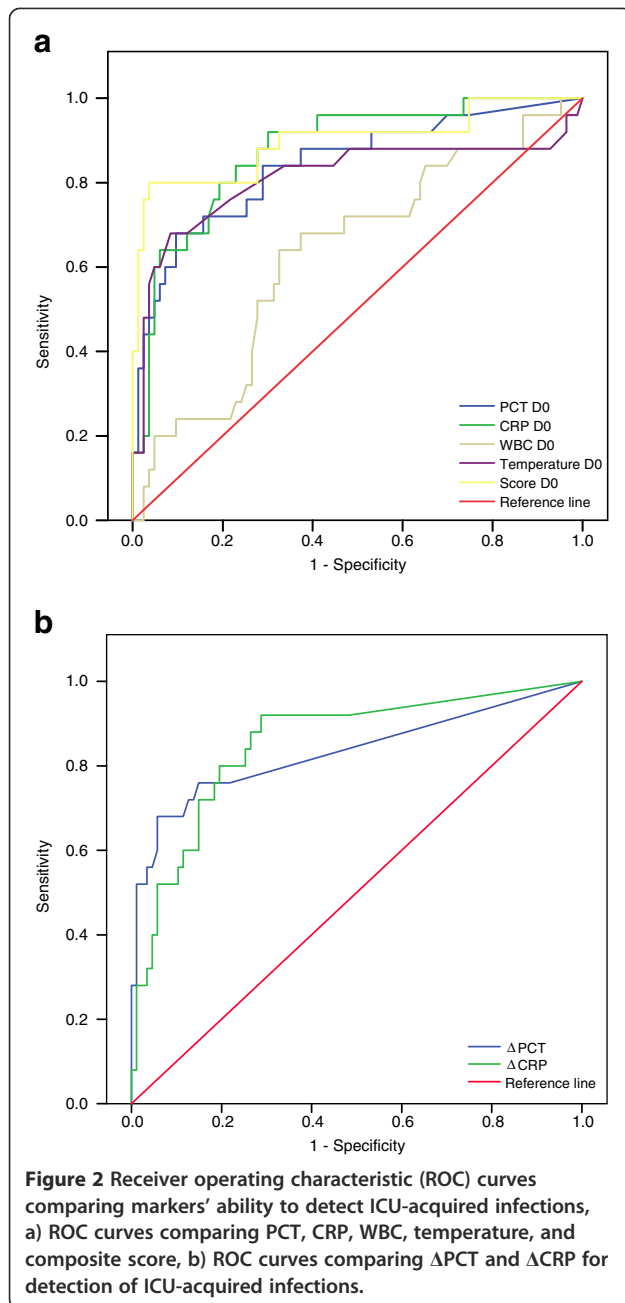 a
1.0
0.8
0.6
0.4
0.2
0.0
Sensitivity
PCT D0
CRP D0
WBC D0
Temperature D0
Score D0
Reference line
0.0 0.2 0.4 0.6 0.8 1.0
1 - Specificity
b
1.0
0.8
0.6
0.4
0.2
0.0
Sensitivity
ΔPCT
ΔCRP
Reference line
0.0 0.2 0.4 0.6 0.8 1.0
1 - Specificity
Figure 2 Receiver operating characteristic (ROC) curves
comparing markers' ability to detect ICU-acquired infections,
a) ROC curves comparing PCT, CRP, WBC, temperature, and
composite score, b) ROC curves comparing ΔPCT and ΔCRP for
detection of ICU-acquired infections.